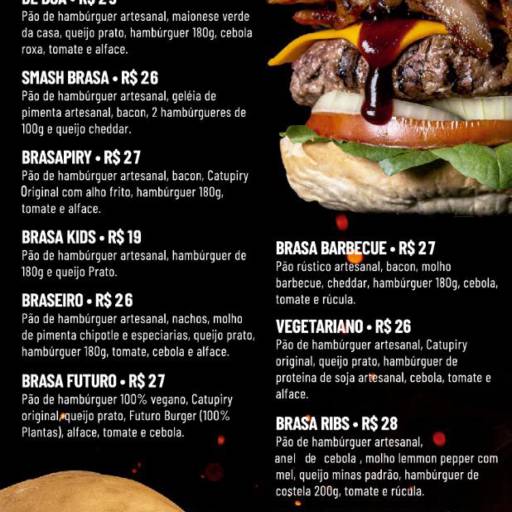 DE BOA • R$ 25
Pão de hambúrguer artesanal, maionese verde
da casa, queijo prato, hambúrguer 180g, cebola
roxa, tomate e alface.
SMASH BRASA • R$ 26
Pão de hambúrguer artesanal, geléia de
pimenta artesanal, bacon, 2 hambúrgueres de
100g e queijo cheddar.
BRASAPIRY • R$ 27
Pão de hambúrguer artesanal, bacon, Catupiry
Original com alho frito, hambúrguer 180g,
tomate e alface.
BRASA KIDS • R$ 19
Pão de hambúrguer artesanal, hambúrguer de
180g e queijo Prato.
BRASEIRO • R$ 26
Pão de hambúrguer artesanal, nachos, molho
de pimenta chipotle e especiarias, queijo prato,
hambúrguer 180g, tomate, cebola e alface.
BRASA FUTURO • R$ 27
Pão de hambúrguer 100% vegano, Catupiry
original, queijo prato, Futuro Burger (100%
Plantas), alface, tomate e cebola.
BRASA BARBECUE • R$ 27
Pão rústico artesanal, bacon, molho
barbecue, cheddar, hambúrguer 180g, cebola,
tomate e rúcula.
VEGETARIANO • R$ 26
Pão de hambúrguer artesanal, Catupiry
original, queijo prato, hambúrguer de
proteina de soja artesanal, cebola, tomate e
alface.
BRASA RIBS • R$ 28
Pão de hambúrguer artesanal,
anel de cebola , molho lemmon pepper com
mel, queijo minas padrão, hambúrguer de
costela 200g, tomate e rúcula.